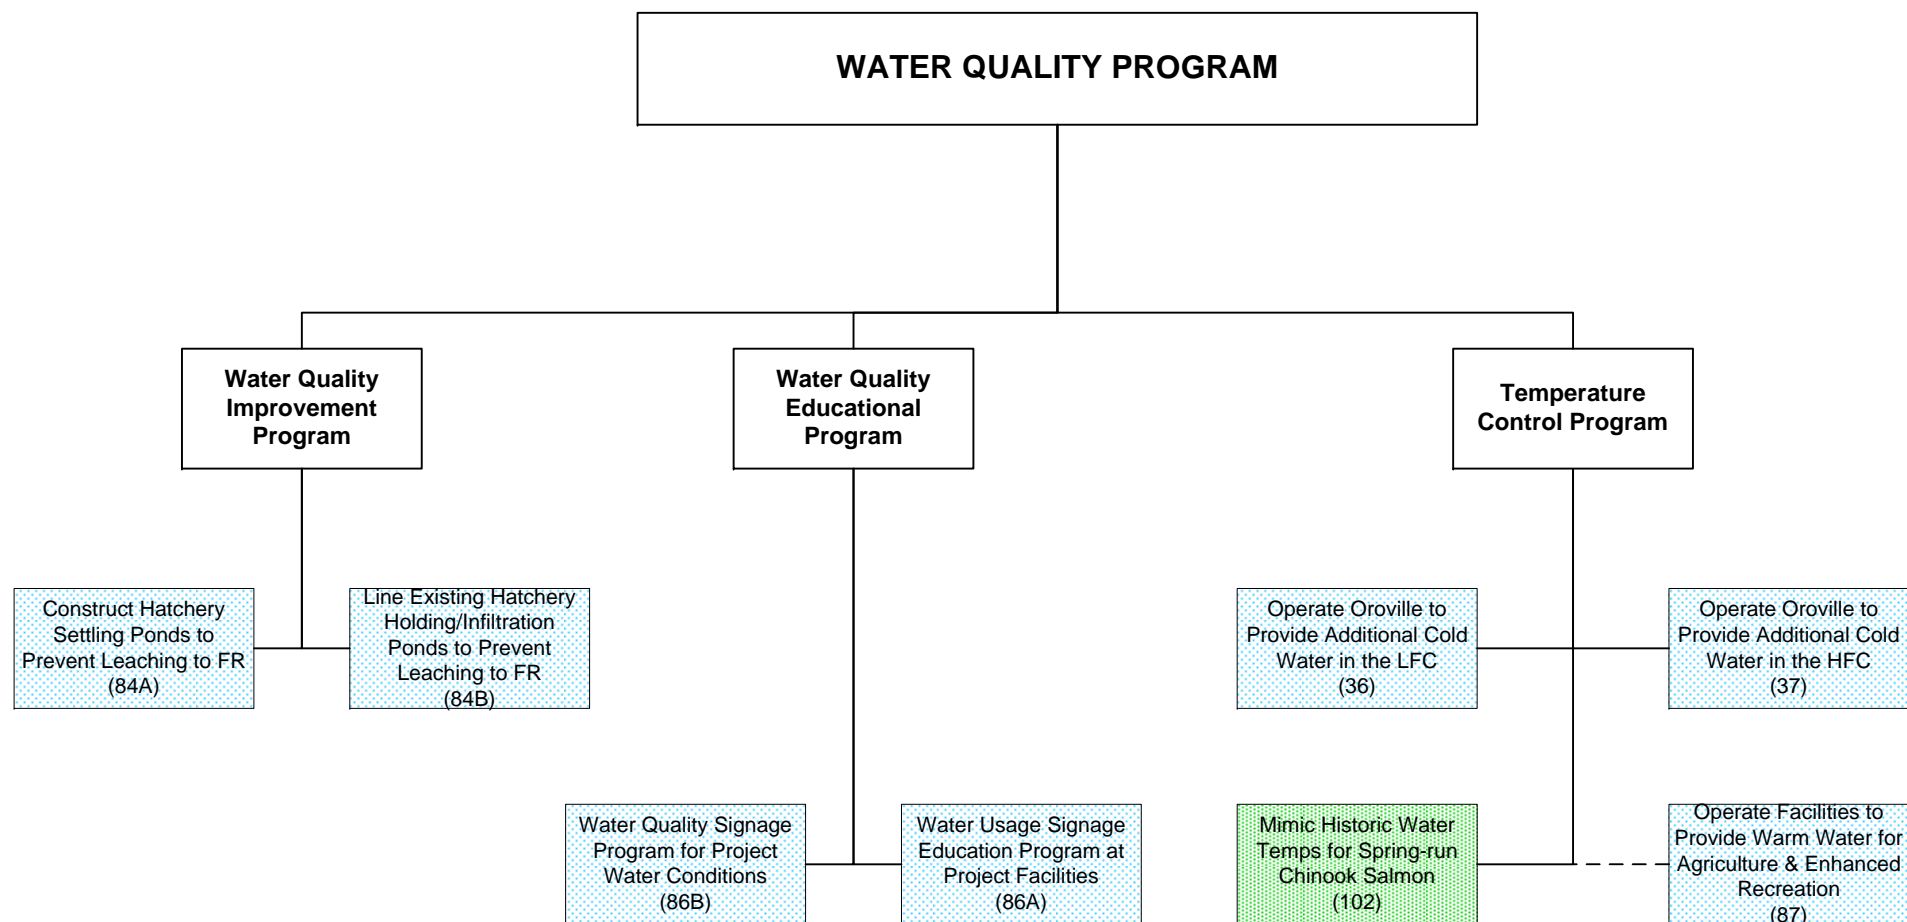 WATER QUALITY PROGRAM
Water Quality
Improvement
Program
Water Quality
Educational
Program
Temperature
Control Program
Construct Hatchery
Settling Ponds to
Prevent Leaching to FR
(84A)
Line Existing Hatchery
Holding/Infiltration
Ponds to Prevent
Leaching to FR
(84B)
Operate Oroville to
Provide Additional Cold
Water in the LFC
(36)
Operate Oroville to
Provide Additional Cold
Water in the HFC
(37)
Water Quality Signage
Program for Project
Water Conditions
(86B)
Water Usage Signage
Education Program at
Project Facilities
(86A)
Mimic Historic Water
Temps for Spring-run
Chinook Salmon
(102)
Operate Facilities to
Provide Warm Water for
Agriculture & Enhanced
Recreation
(87)